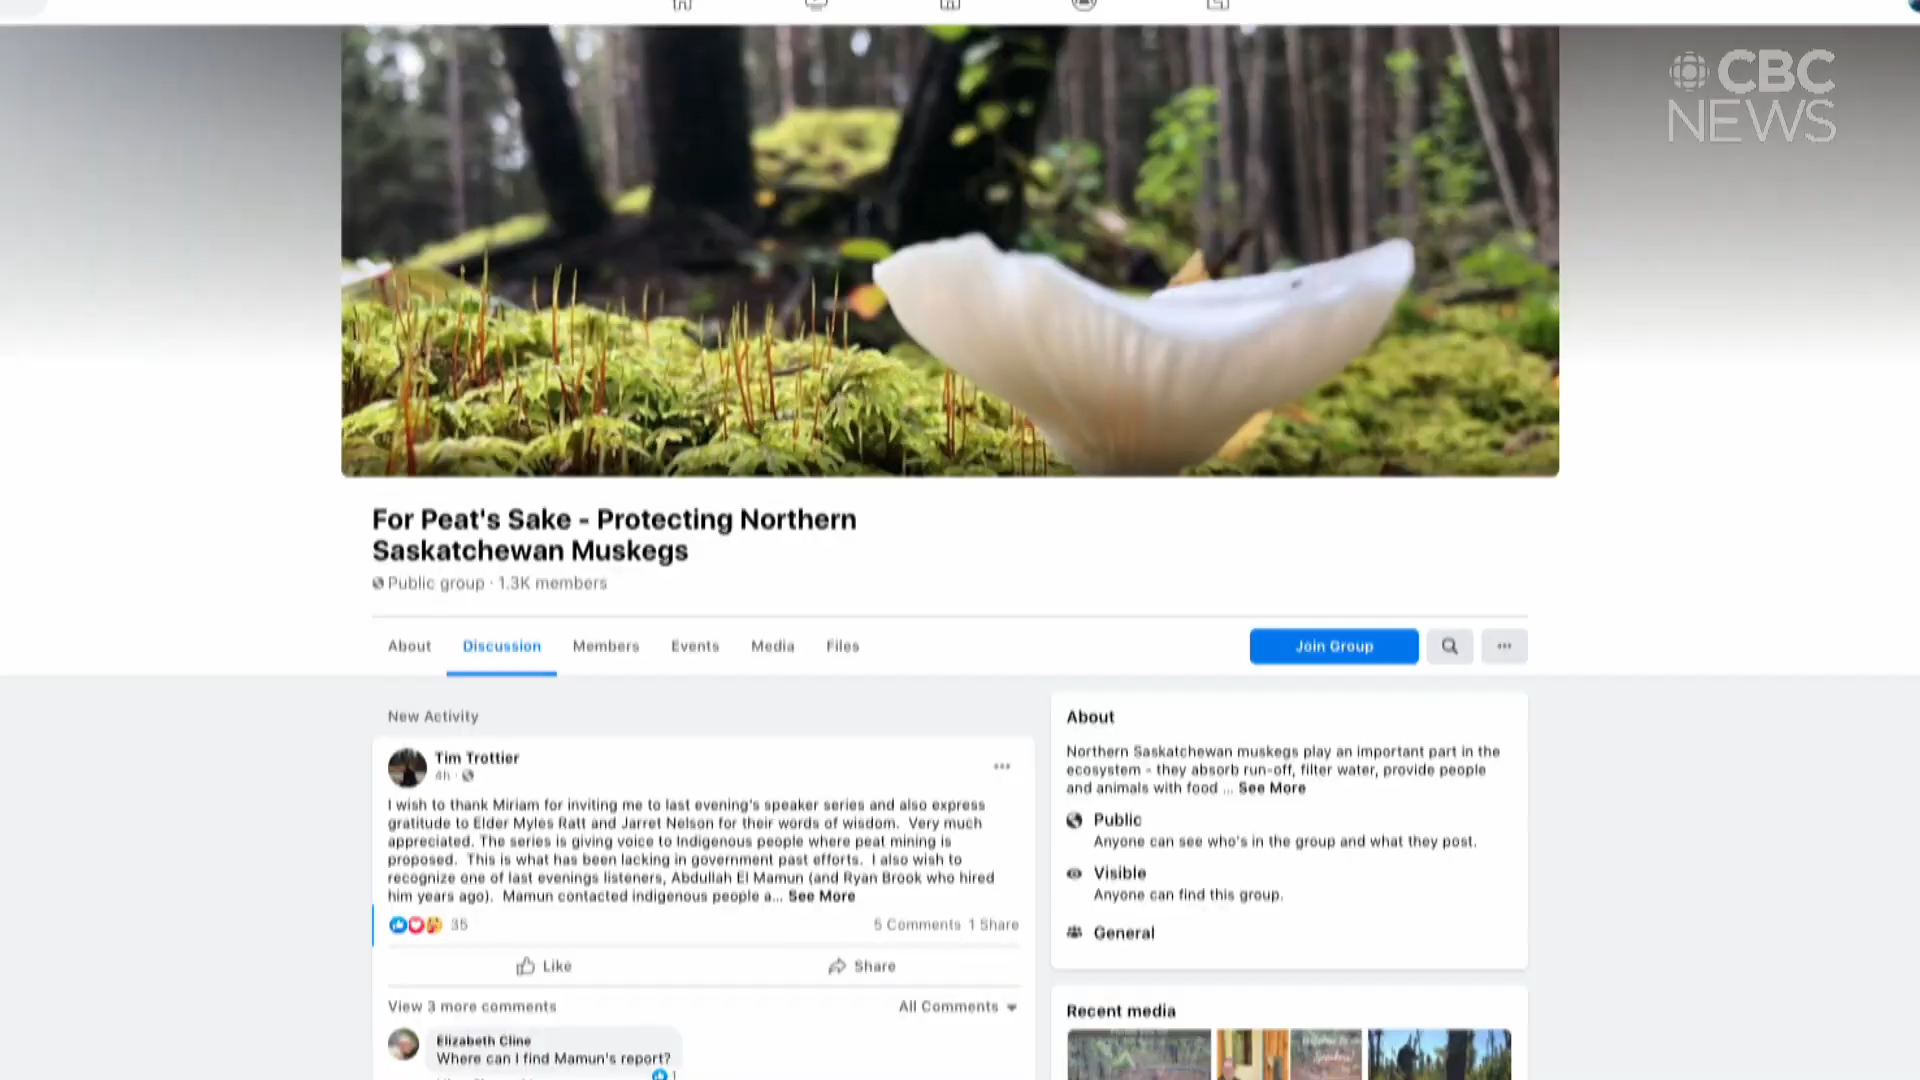 CBC
NEWS
For Peat's Sake - Protecting Northern
Saskatchewan Muskegs
Public group · 1.3K members
About
Discussion
Members
Events
Media
Files
Join Group
New Activity
Tim Trottier
4h ·
I wish to thank Miriam for inviting me to last evening's speaker series and also express
gratitude to Elder Myles Ratt and Jarret Nelson for their words of wisdom. Very much
appreciated. The series is giving voice to Indigenous people where peat mining is
proposed. This is what has been lacking in government past efforts. I also wish to
recognize one of last evenings listeners, Abdullah El Mamun (and Ryan Brook who hired
him years ago). Mamun contacted indigenous people a... See More
35
5 Comments 1 Share
Like
Share
View 3 more comments
All Comments
Elizabeth Cline
Where can I find Mamun's report?
1
About
Northern Saskatchewan muskegs play an important part in the
ecosystem - they absorb run-off, filter water, provide people
and animals with food ... See More
Public
Anyone can see who's in the group and what they post.
Visible
Anyone can find this group.
General
Recent media